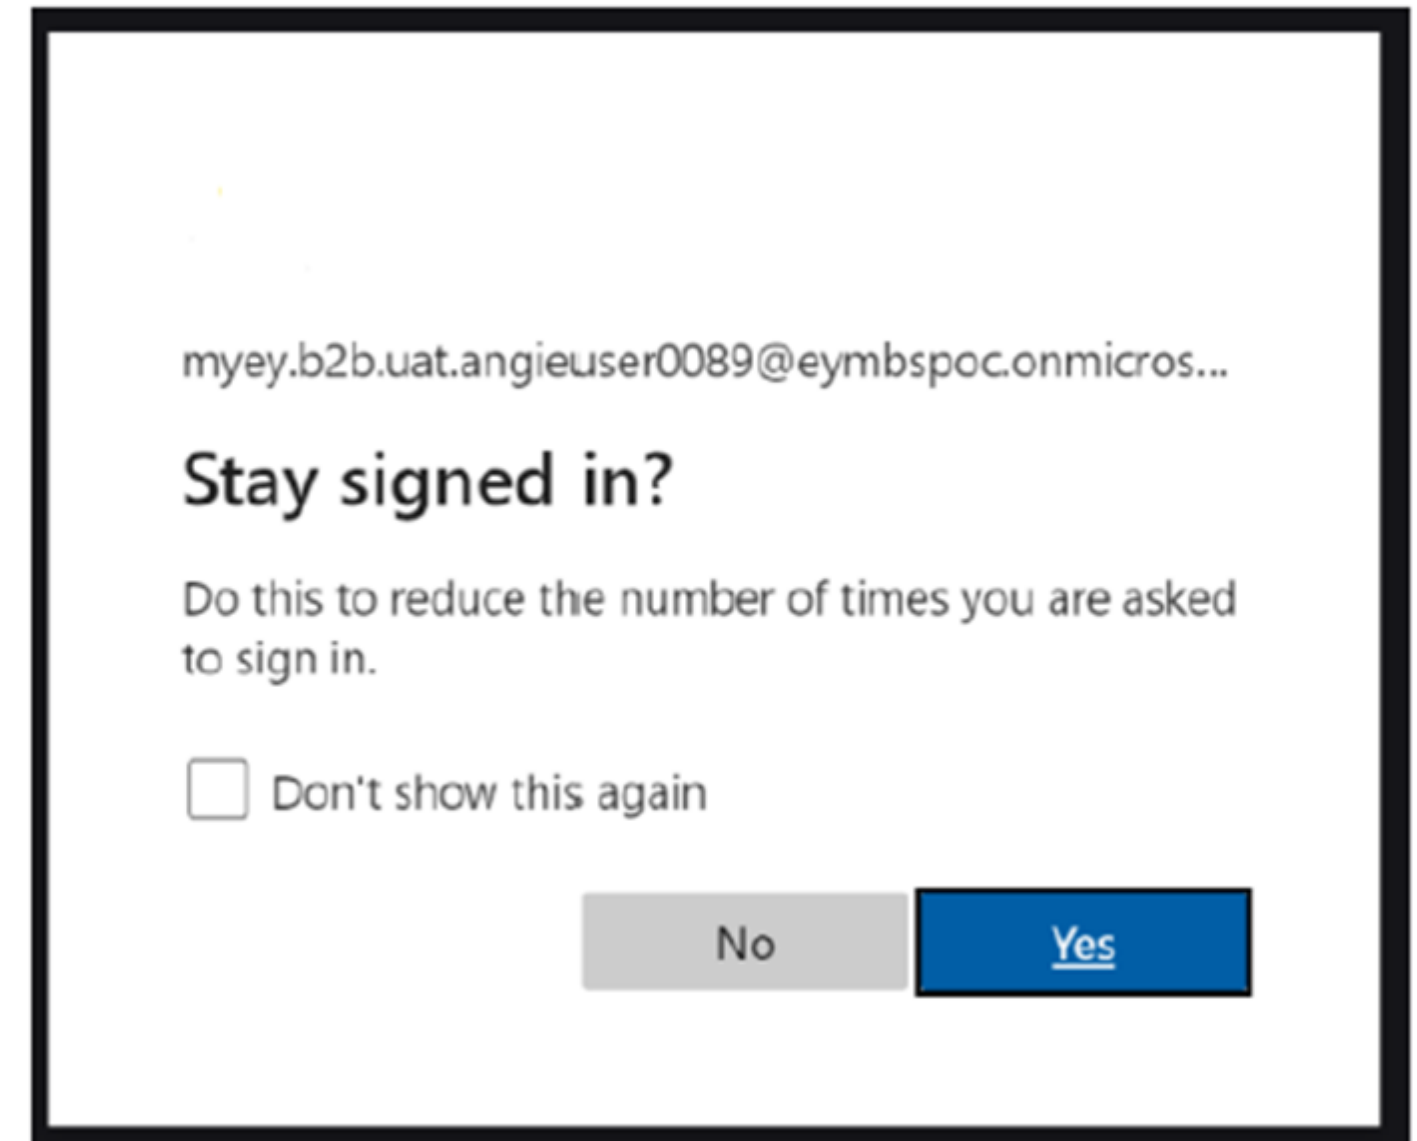 myey.b2b.uat.angieuser0089@eymbspoc.onmicros...
Stay signed in?
Do this to reduce the number of times you are asked
to sign in.
Don't show this again
No
Yes